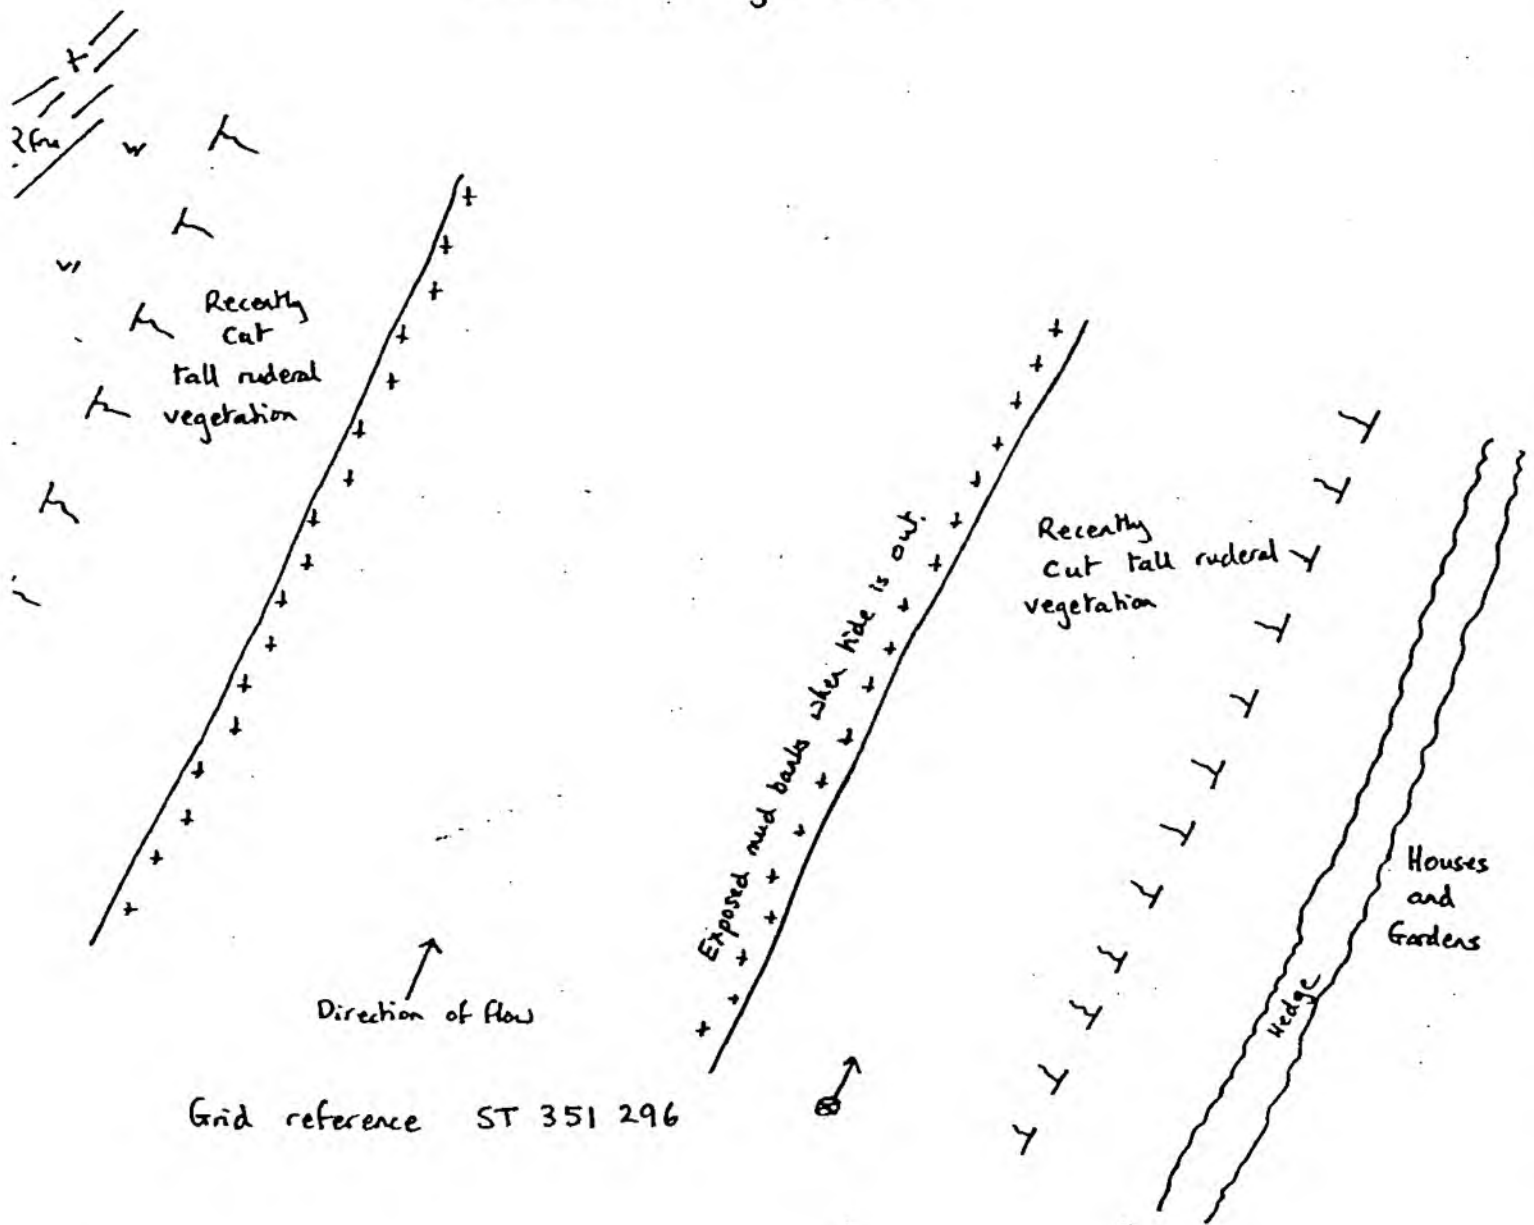 Recently
Cut
tall ruderal
vegetation
Exposed mud banks when tide is out.
Recently
Cut tall ruderal
vegetation
Houses
and
Gardens
Hedge
Direction of flow
Grid reference ST 351 296